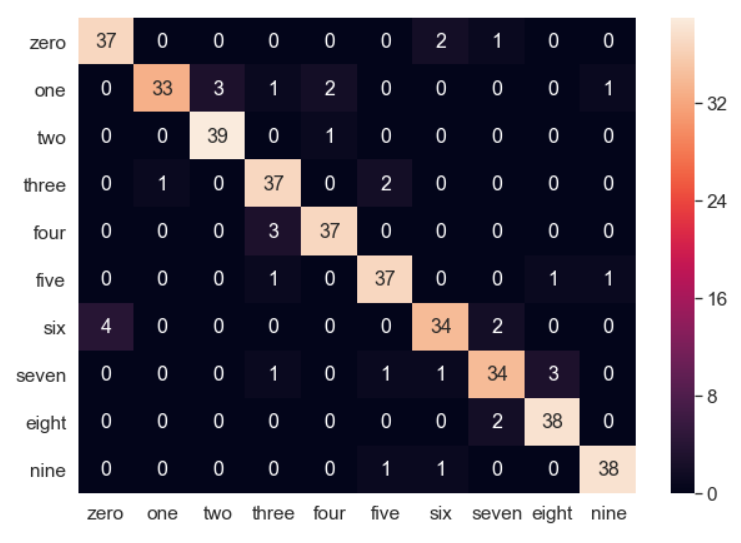 zero 37 0 0 0 0 0 2 1 0 0
one 0 33 3 1 2 0 0 0 0 1
two 0 0 39 0 1 0 0 0 0 0
three 0 1 0 37 0 2 0 0 0 0
four 0 0 0 3 37 0 0 0 0 0
five 0 0 0 1 0 37 0 0 1 1
six 4 0 0 0 0 0 34 2 0 0
seven 0 0 0 1 0 1 1 34 3 0
eight 0 0 0 0 0 0 0 2 38 0
nine 0 0 0 0 0 1 1 0 0 38
zero one two three four five six seven eight nine
32
24
16
8
0